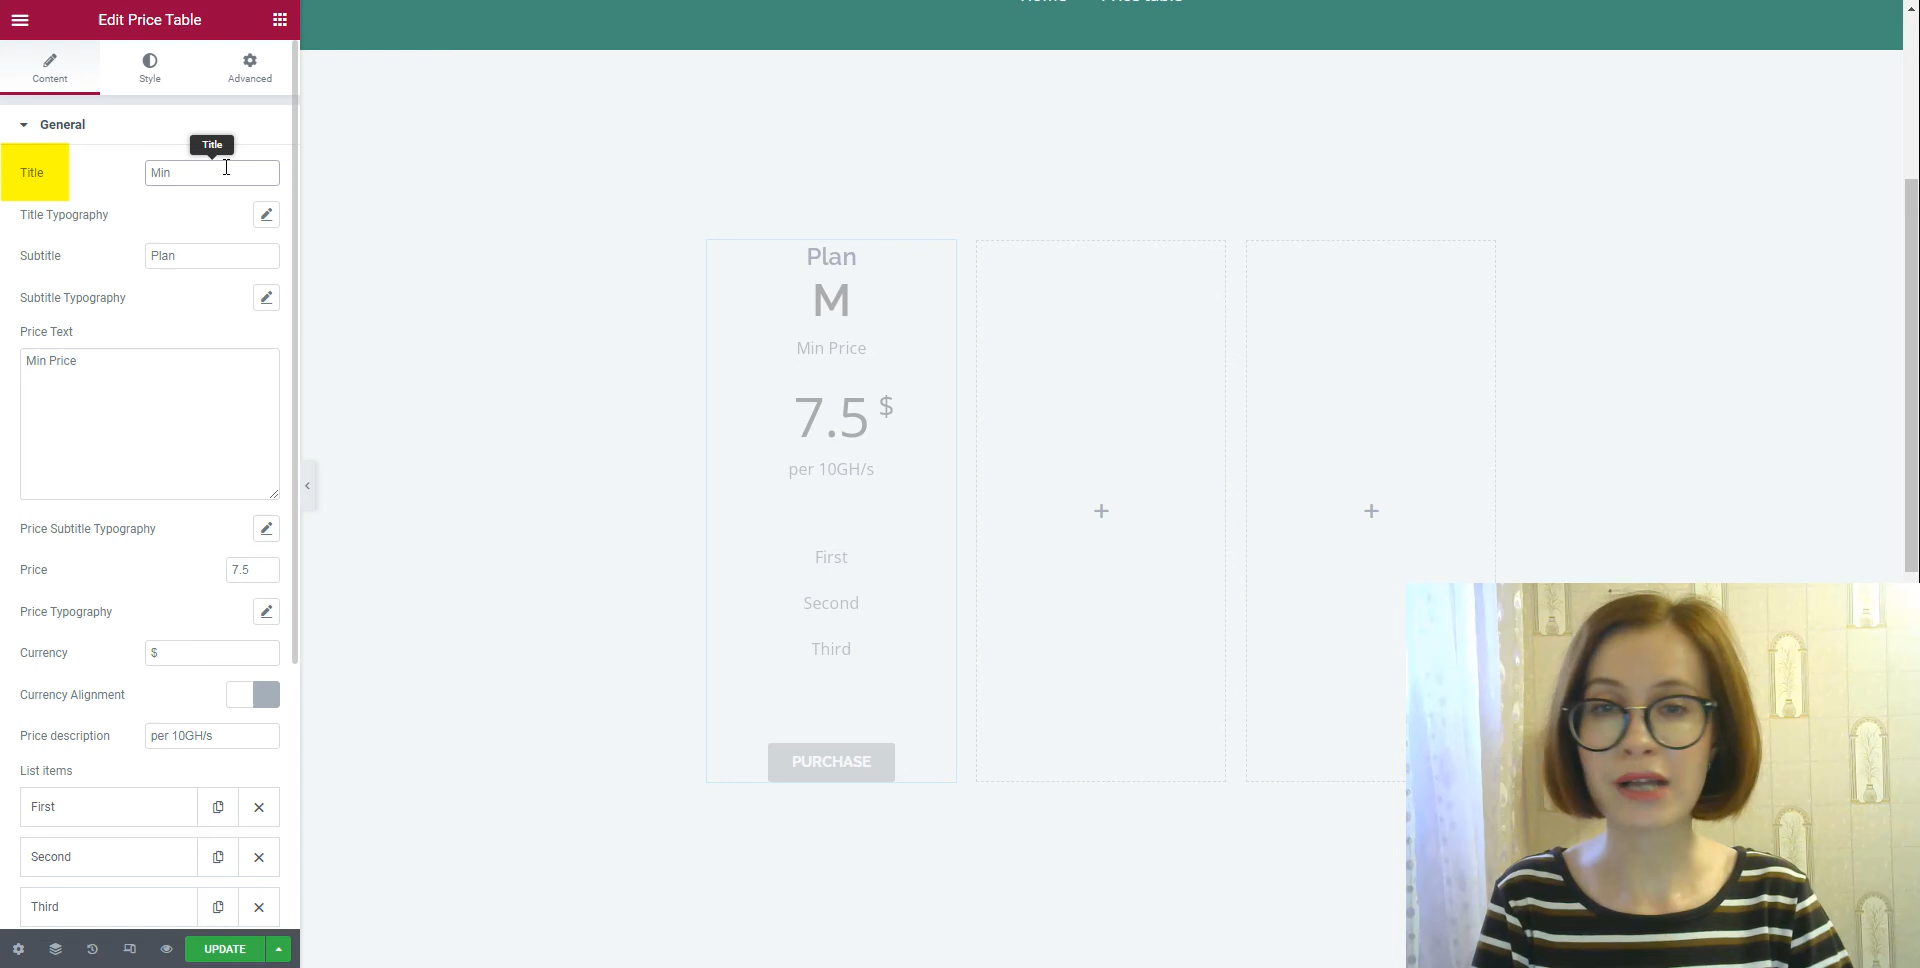 Edit Price Table
Content
Style
Advanced
General
Title
Title
Min
Title Typography
Subtitle
Plan
Subtitle Typography
Price Text
Min Price
Price Subtitle Typography
Price
7.5
Price Typography
Currency
$
Currency Alignment
Price description
per 10GH/s
List items
First
Second
Third
UPDATE
Plan
M
Min Price
7.5 $
per 10GH/s
First
Second
Third
PURCHASE